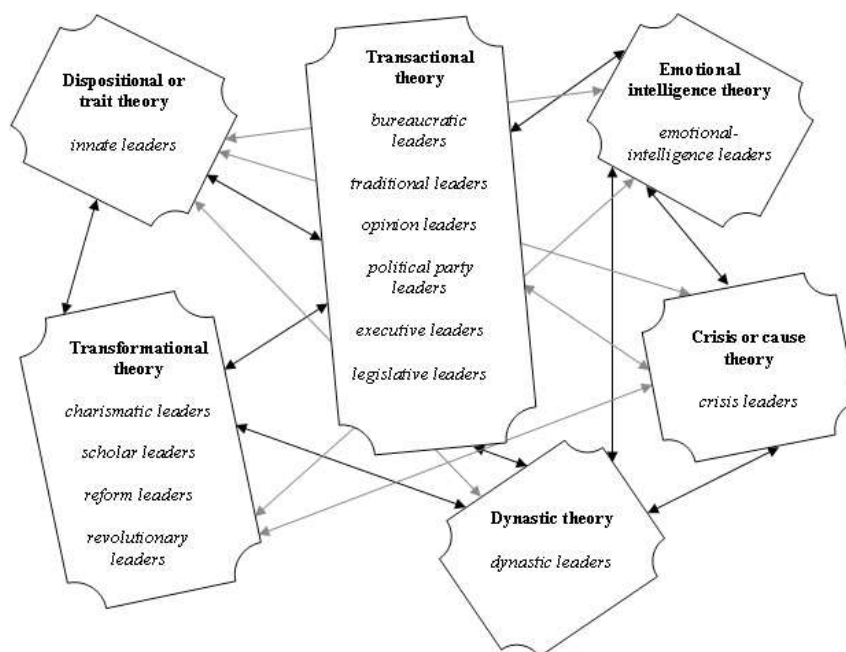 Dispositional or
trait theory
innate leaders
Transactional
theory
bureaucratic
leaders
traditional leaders
opinion leaders
political party
leaders
executive leaders
legislative leaders
Emotional
intelligence theory
emotional-
intelligence leaders
Transformational
theory
charismatic leaders
scholar leaders
reform leaders
revolutionary
leaders
Crisis or cause
theory
crisis leaders
Dynastic theory
dynastic leaders